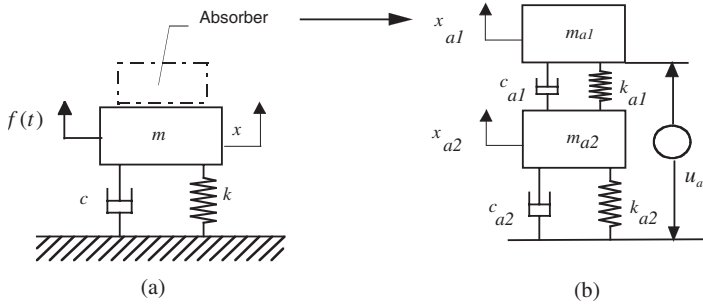 Absorber
f(t)
m
x
c
k
(a)
x a1
m a1
c a1
k a1
x a2
m a2
u a
c a2
k a2
(b)